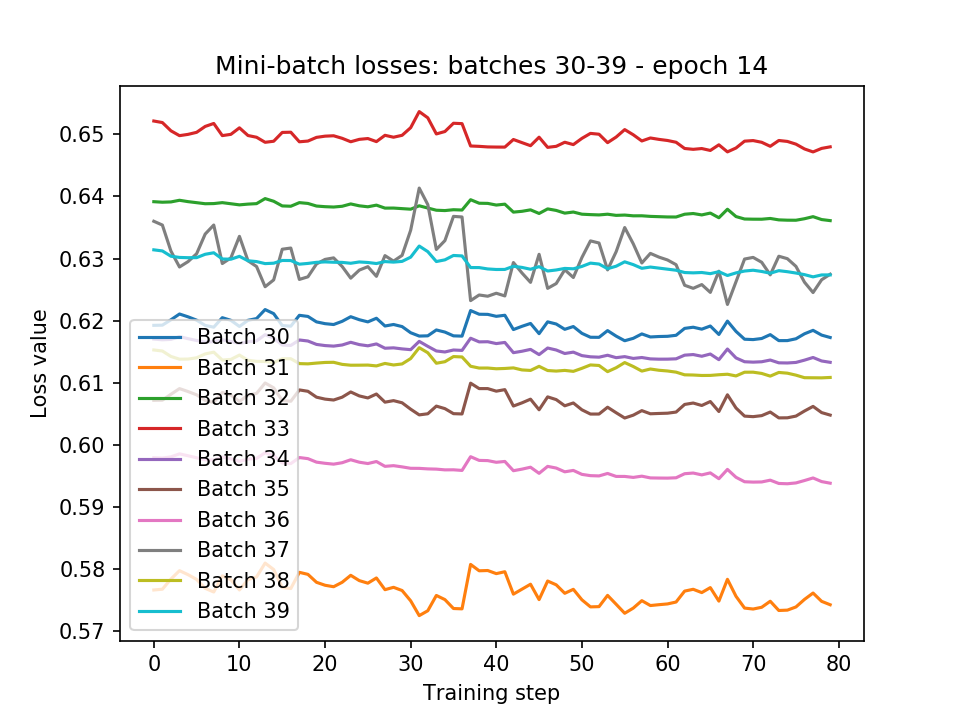 Mini-batch losses: batches 30-39 - epoch 14
Loss value
0.65
0.64
0.63
0.62
0.61
0.60
0.59
0.58
0.57
Batch 30
Batch 31
Batch 32
Batch 33
Batch 34
Batch 35
Batch 36
Batch 37
Batch 38
Batch 39
0 10 20 30 40 50 60 70 80
Training step